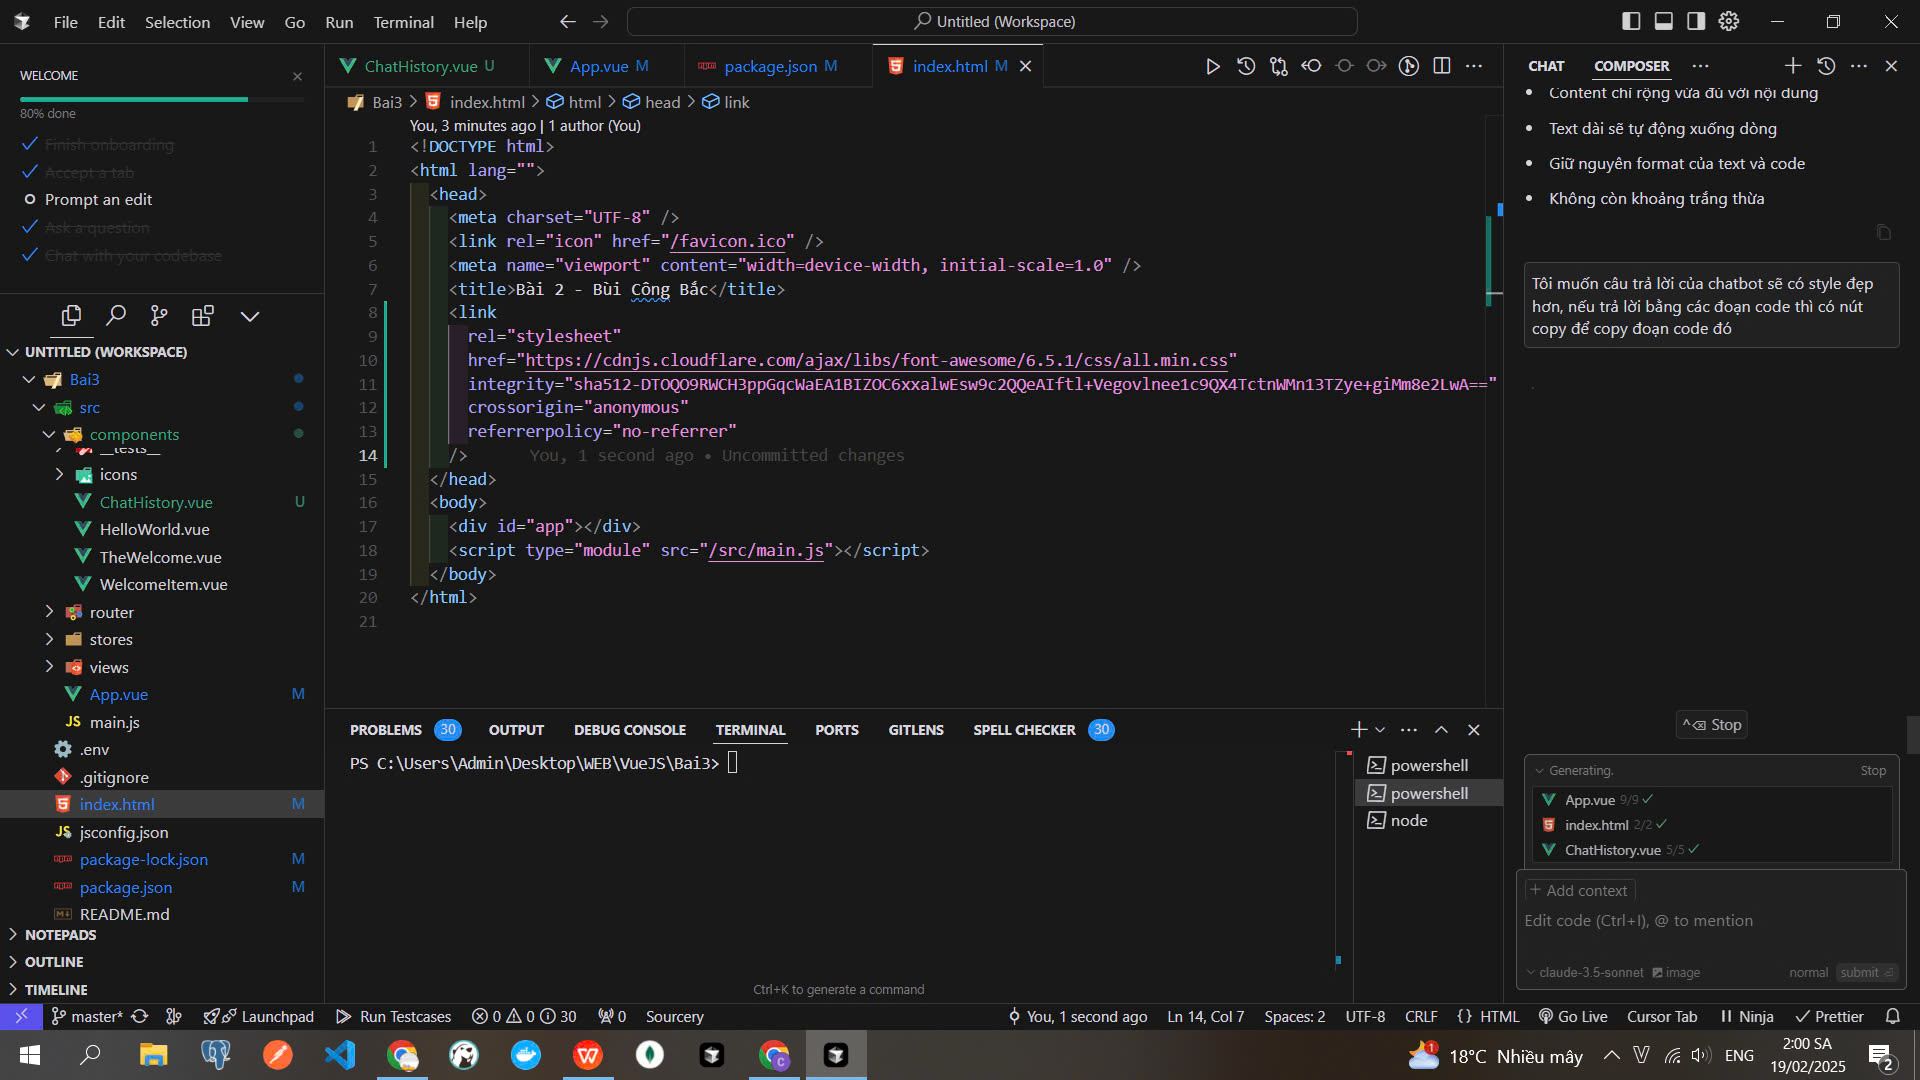 File Edit Selection View Go Run Terminal Help
Untitled (Workspace)
WELCOME
80% done
Finish onboarding
Accept a tab
Prompt an edit
Ask a question
Chat with your codebase
UNTITLED (WORKSPACE)
Bai3
src
components
__tests__
icons
ChatHistory.vue U
HelloWorld.vue
TheWelcome.vue
WelcomeItem.vue
router
stores
views
App.vue M
JS main.js
.env
.gitignore
index.html M
JS jsconfig.json
package-lock.json M
package.json M
README.md
NOTEPADS
OUTLINE
TIMELINE
ChatHistory.vue U App.vue M package.json M index.html M
Bai3 > index.html > html > head > link
You, 3 minutes ago | 1 author (You)
1 <!DOCTYPE html>
2 <html lang="">
3 <head>
4 <meta charset="UTF-8" />
5 <link rel="icon" href="/favicon.ico" />
6 <meta name="viewport" content="width=device-width, initial-scale=1.0" />
7 <title>Bài 2 - Bùi Công Bắc</title>
8 <link
9 rel="stylesheet"
10 href="https://cdnjs.cloudflare.com/ajax/libs/font-awesome/6.5.1/css/all.min.css"
11 integrity="sha512-DTOQO9RWCH3ppGqcWaEA1BIZOC6xxalwEsw9c2QQeAIftl+Vegovlnee1c9QX4TctnWMn13TZye+giMm8e2LwA=="
12 crossorigin="anonymous"
13 referrerpolicy="no-referrer"
14 /> You, 1 second ago • Uncommitted changes
15 </head>
16 <body>
17 <div id="app"></div>
18 <script type="module" src="/src/main.js"></script>
19 </body>
20 </html>
21
PROBLEMS 30 OUTPUT DEBUG CONSOLE TERMINAL PORTS GITLENS SPELL CHECKER 30
PS C:\Users\Admin\Desktop\WEB\VueJS\Bai3>
powershell
powershell
node
Ctrl+K to generate a command
CHAT COMPOSER
Content chỉ rộng vừa đủ với nội dung
Text dài sẽ tự động xuống dòng
Giữ nguyên format của text và code
Không còn khoảng trắng thừa
Tôi muốn câu trả lời của chatbot sẽ có style đẹp
hơn, nếu trả lời bằng các đoạn code thì có nút
copy để copy đoạn code đó
Stop
Generating. Stop
App.vue 9/9
index.html 2/2
ChatHistory.vue 5/5
+ Add context
Edit code (Ctrl+I), @ to mention
claude-3.5-sonnet image normal submit
master* Launchpad Run Testcases 0 0 30 0 Sourcery You, 1 second ago Ln 14, Col 7 Spaces: 2 UTF-8 CRLF {} HTML Go Live Cursor Tab Ninja Prettier
1 18°C Nhiều mây ENG 2:00 SA
19/02/2025 2